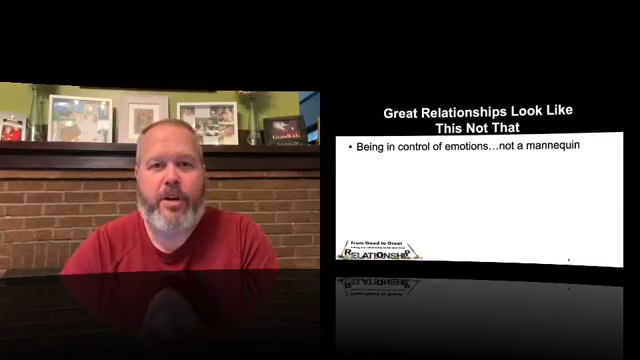 Great Relationships Look Like
This Not That
• Being in control of emotions...not a mannequin
From Good to Great
RELATIONSHIP